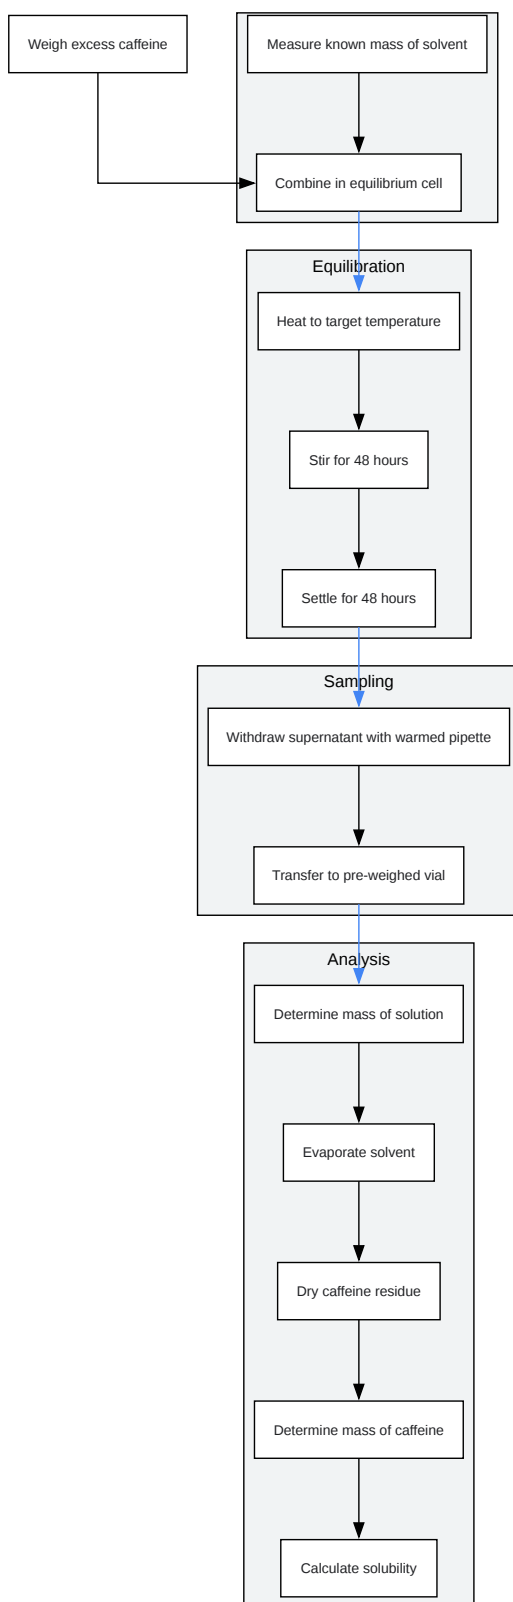 Weigh excess caffeine
Measure known mass of solvent
Combine in equilibrium cell
Equilibration
Heat to target temperature
Stir for 48 hours
Settle for 48 hours
Sampling
Withdraw supernatant with warmed pipette
Transfer to pre-weighed vial
Analysis
Determine mass of solution
Evaporate solvent
Dry caffeine residue
Determine mass of caffeine
Calculate solubility